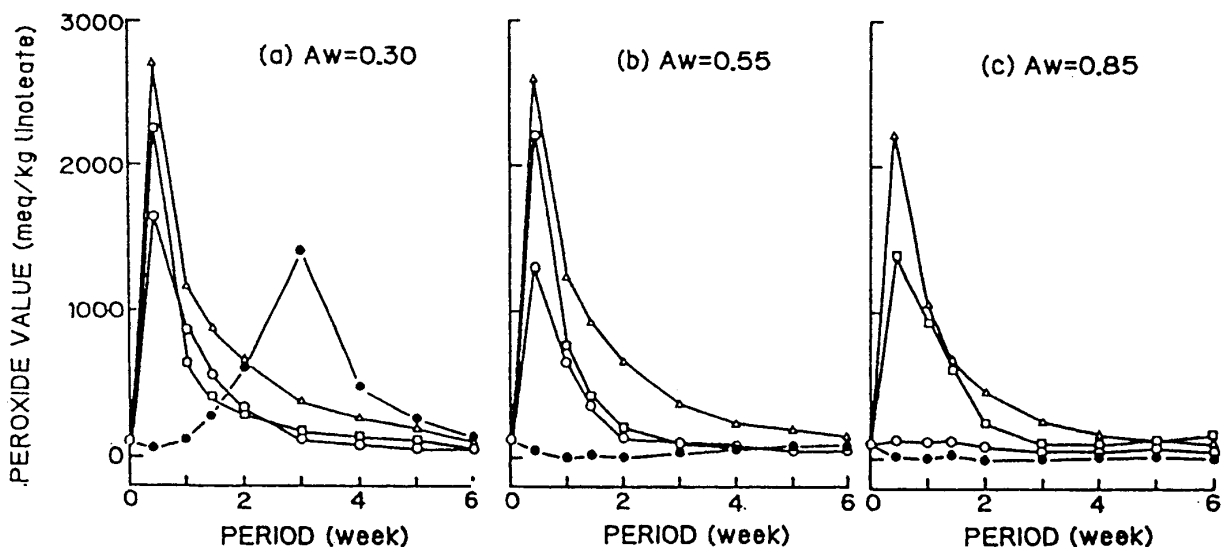 (a) Aw=0.30
(b) Aw=0.55
(c) Aw=0.85
.PEROXIDE VALUE (meq/kg linoleate)
3000
2000
1000
0
0 2 4 6
0 2 4 6
0 2 4 6
PERIOD (week)
PERIOD (week)
PERIOD (week)